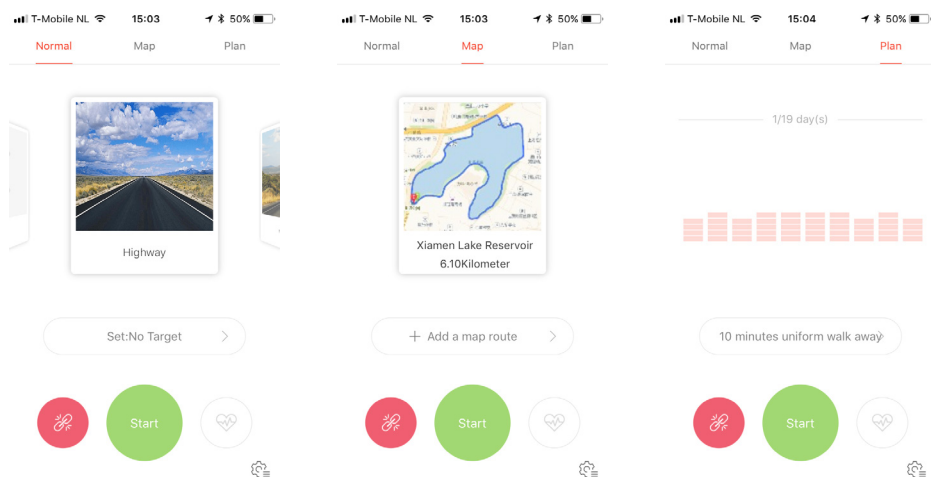 T-Mobile NL 15:03 50%
Normal Map Plan
Highway
Set:No Target
Start
T-Mobile NL 15:03 50%
Normal Map Plan
Xiamen Lake Reservoir
6.10Kilometer
+ Add a map route
Start
T-Mobile NL 15:04 50%
Normal Map Plan
1/19 day(s)
10 minutes uniform walk away
Start